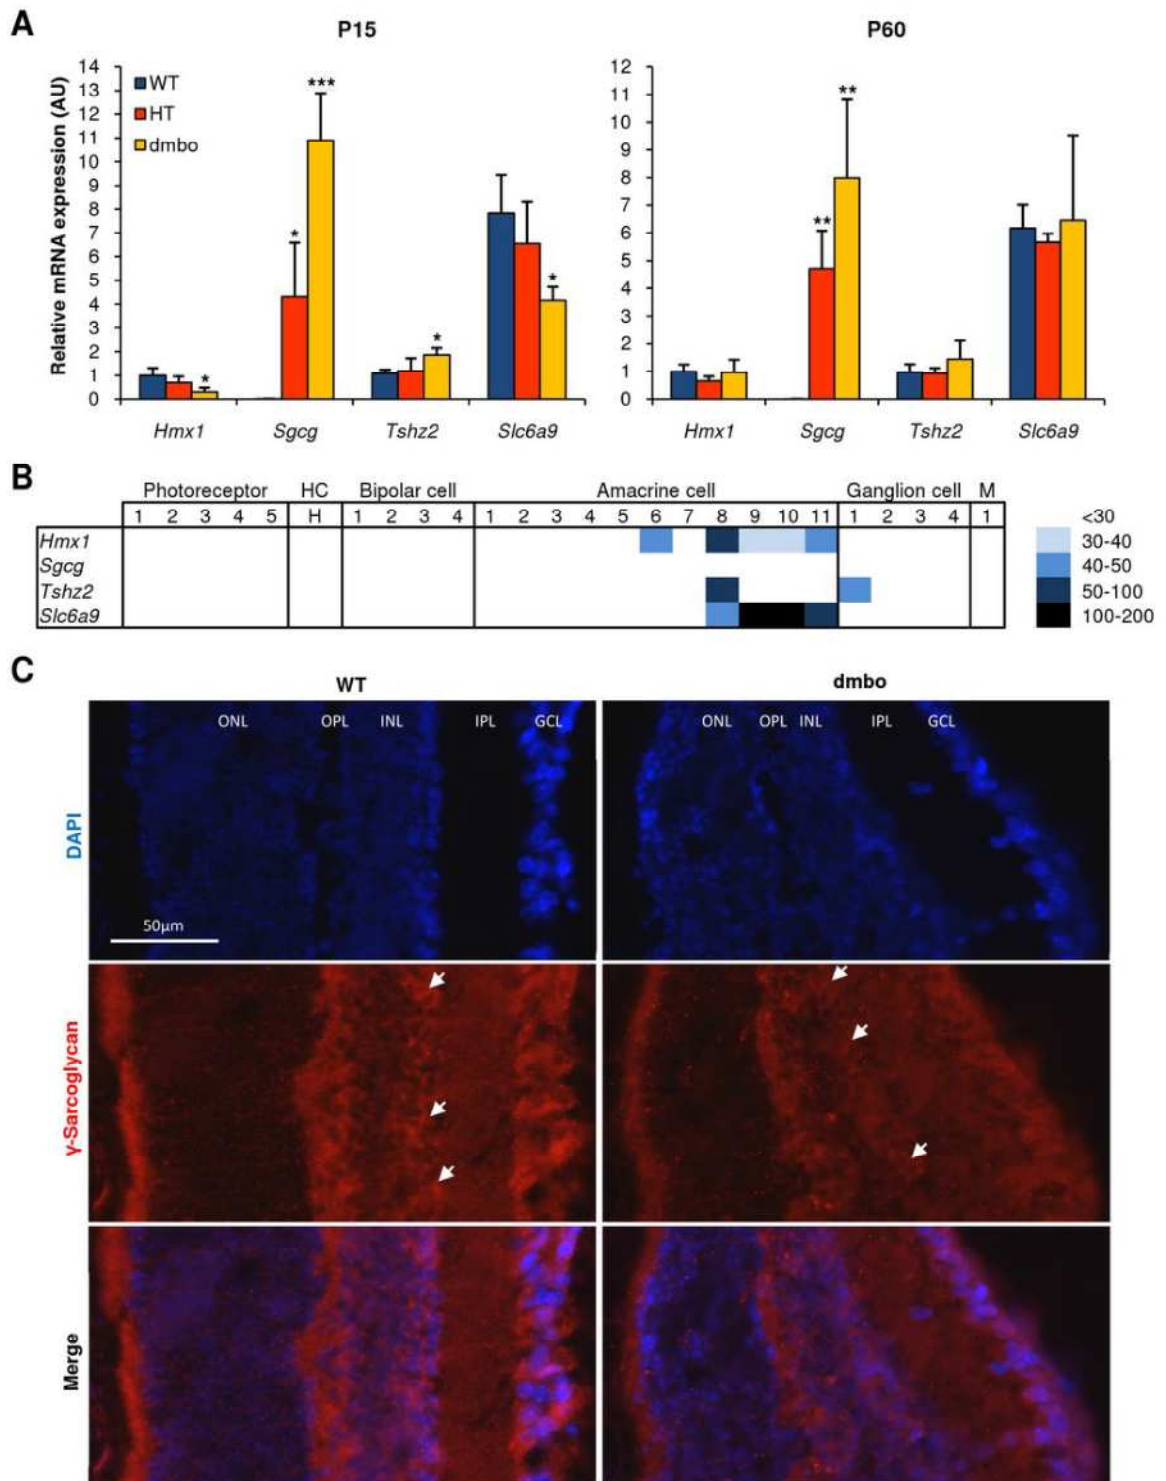 A
P15
P60
Relative mRNA expression (AU)
14
13
12
11
10
9
8
7
6
5
4
3
2
1
0
WT
HT
dmbo
*
*
***
*
*
Hmx1 Sgcg Tshz2 Slc6a9
12
11
10
9
8
7
6
5
4
3
2
1
0
**
**
Hmx1 Sgcg Tshz2 Slc6a9
B
Photoreceptor HC Bipolar cell Amacrine cell Ganglion cell M
1 2 3 4 5 H 1 2 3 4 1 2 3 4 5 6 7 8 9 10 11 1 2 3 4 1
Hmx1
Sgcg
Tshz2
Slc6a9
<30
30-40
40-50
50-100
100-200
C
WT dmbo
ONL OPL INL IPL GCL
ONL OPL INL IPL GCL
DAPI
50µm
γ-Sarcoglycan
Merge